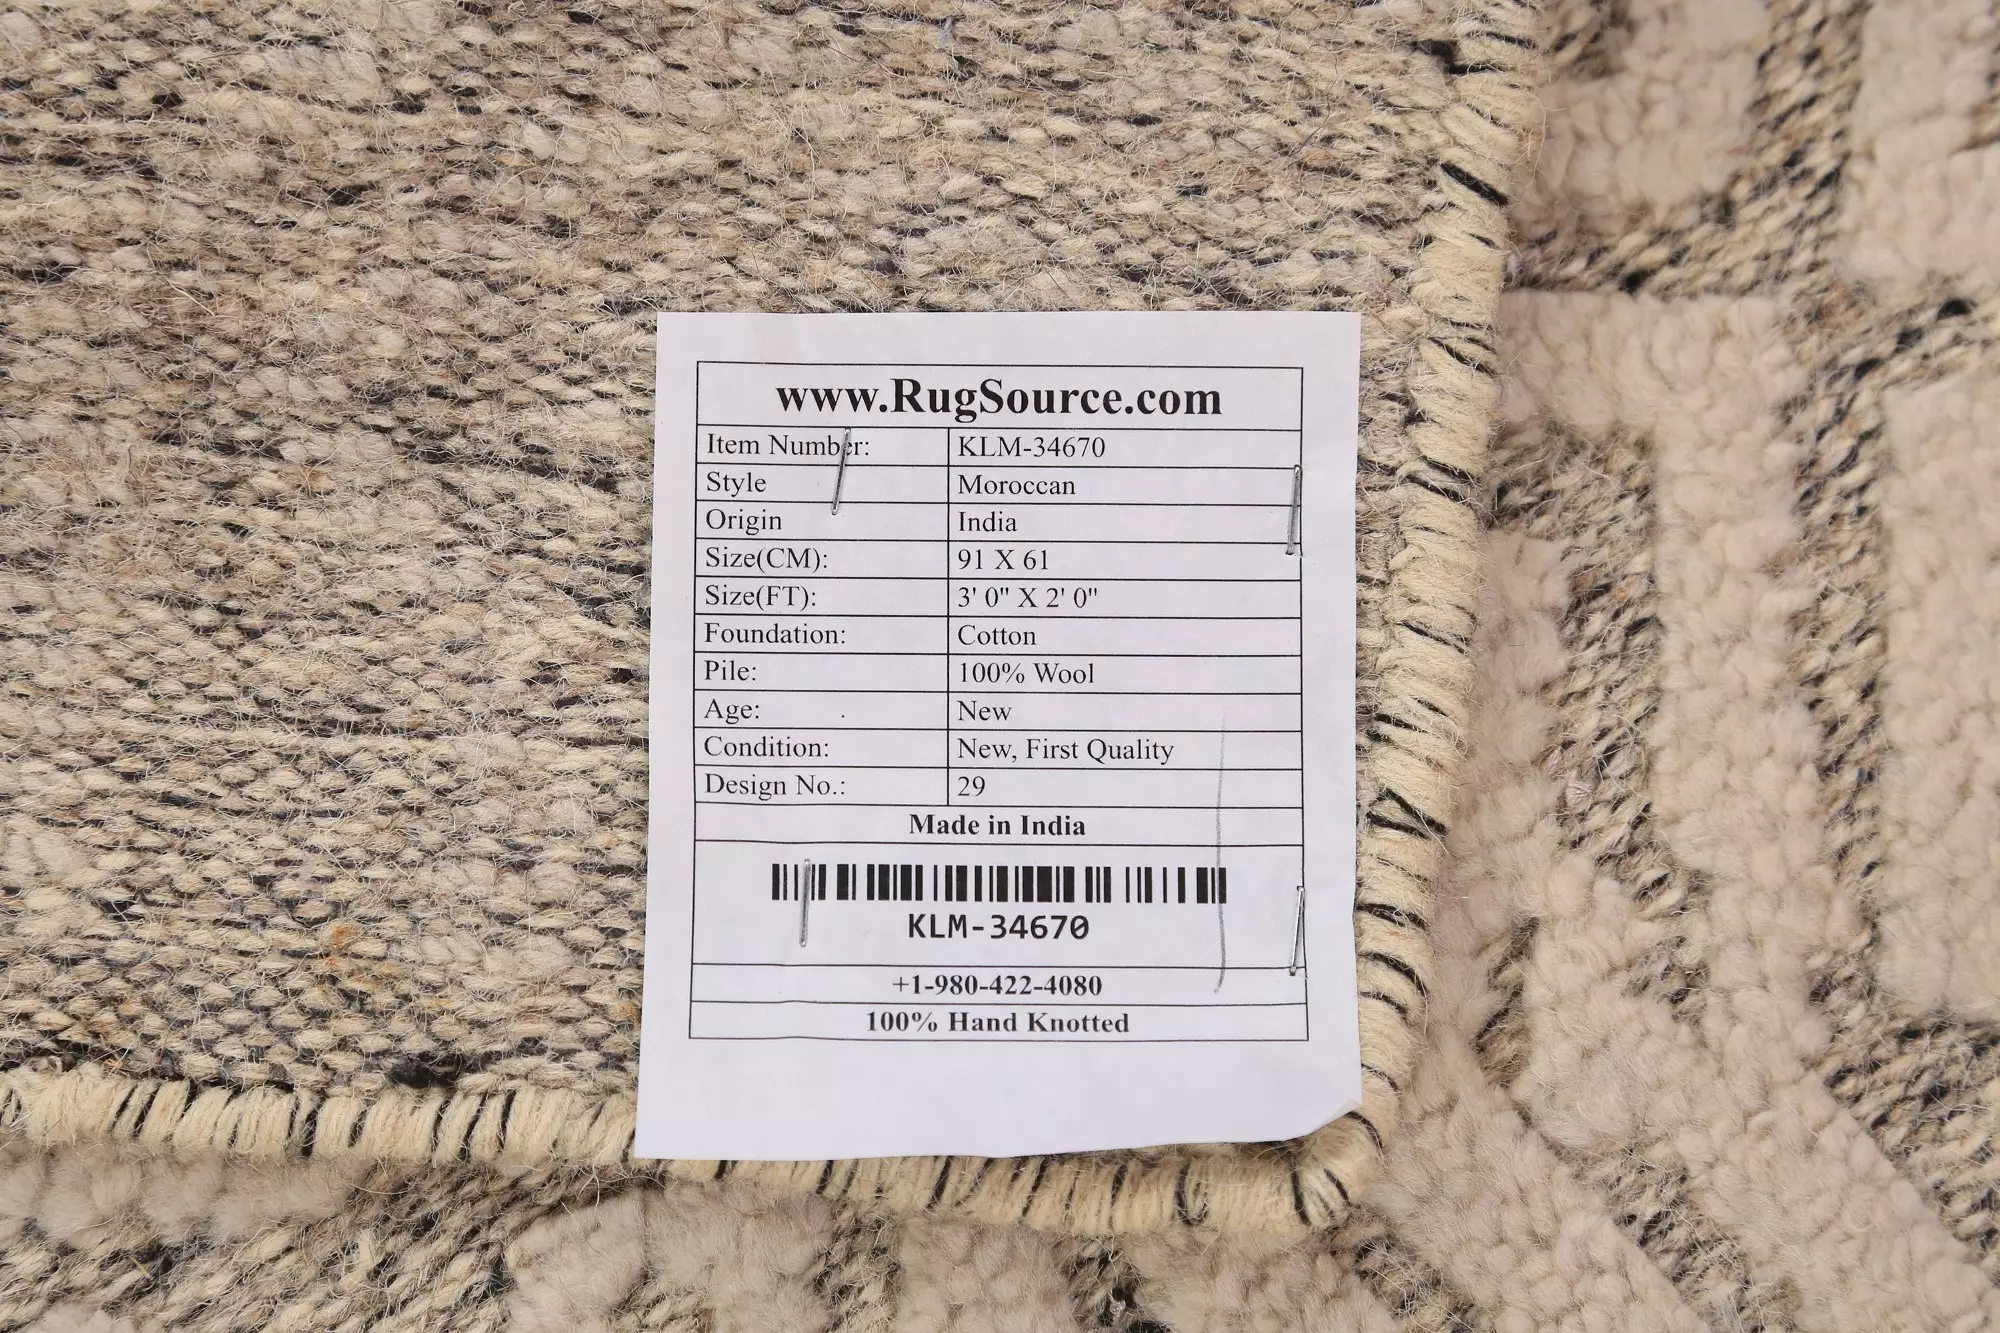 www.RugSource.com
Item Number: KLM-34670
Style Moroccan
Origin India
Size(CM): 91 X 61
Size(FT): 3' 0" X 2' 0"
Foundation: Cotton
Pile: 100% Wool
Age: New
Condition: New, First Quality
Design No.: 29
Made in India
KLM-34670
+1-980-422-4080
100% Hand Knotted